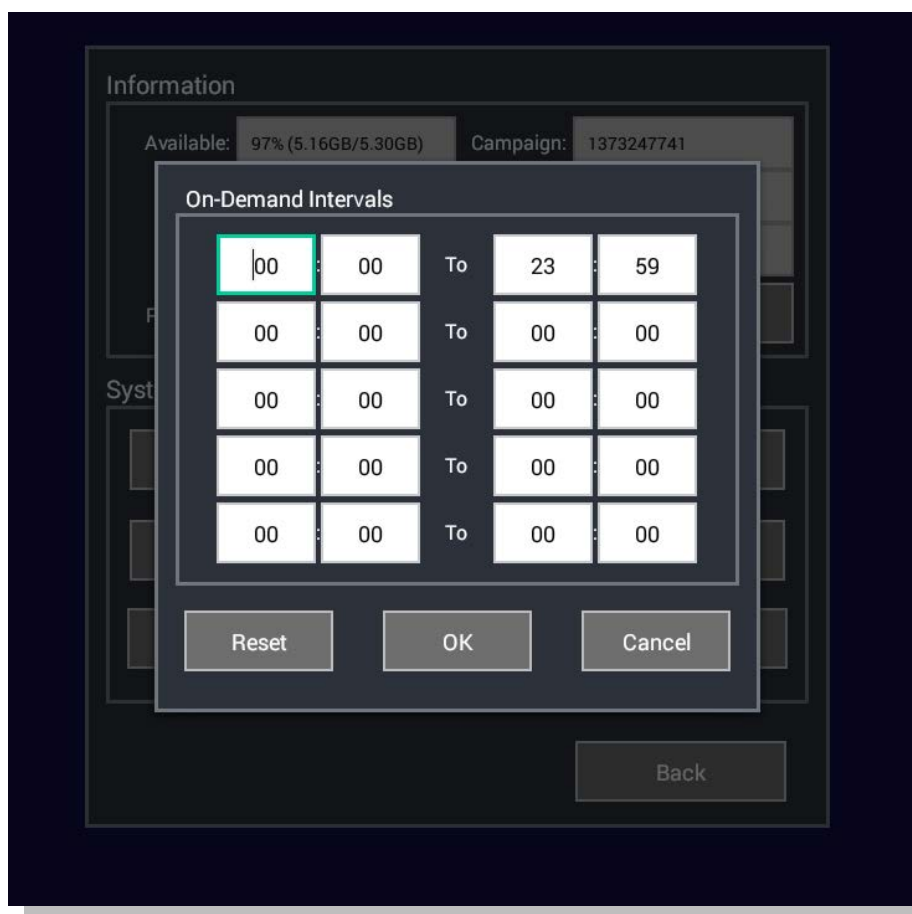 Information
Available: 97% (5.16GB/5.30GB) Campaign: 1373247741
On-Demand Intervals
00 : 00 To 23 : 59
00 : 00 To 00 : 00
00 : 00 To 00 : 00
00 : 00 To 00 : 00
00 : 00 To 00 : 00
Reset OK Cancel
Back